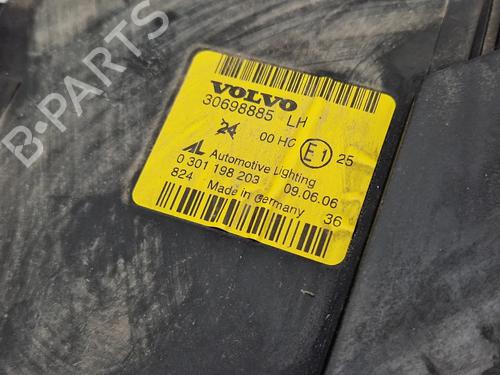 B-PARTS
VOLVO
30698885 LH
24 00 HC E1 25
AL Automotive Lighting
0 301 198 203 09.06.06
824 Made in Germany 36